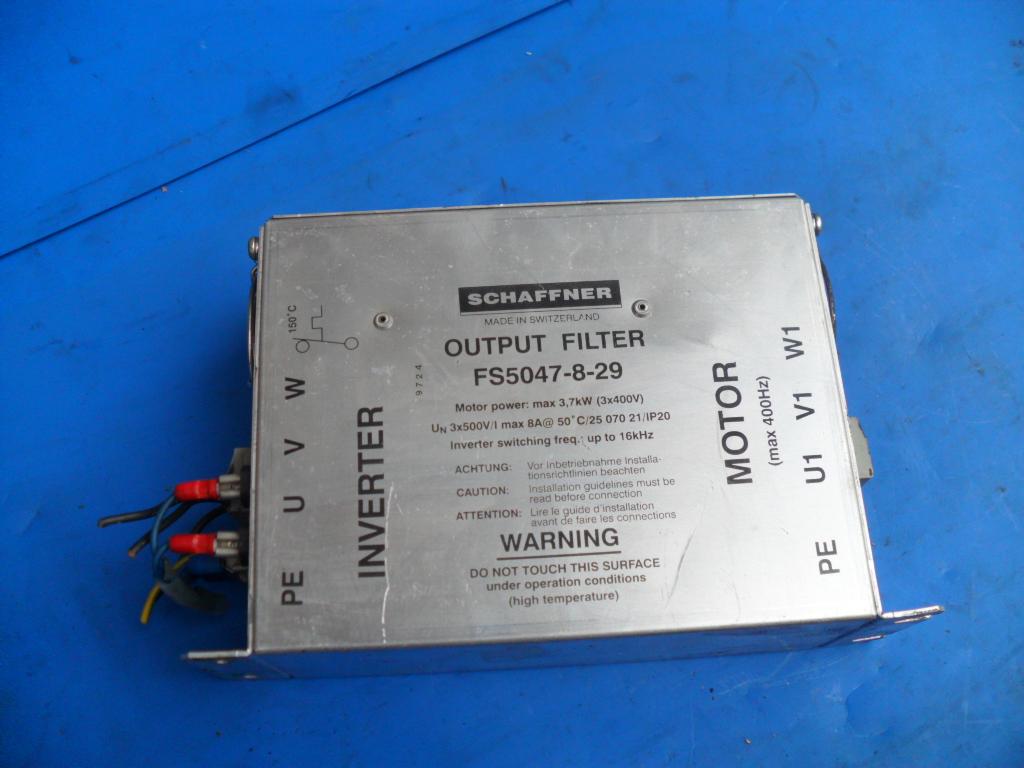 SCHAFFNER
MADE IN SWITZERLAND
OUTPUT FILTER
FS5047-8-29
Motor power: max 3,7kW (3x400V)
UN 3x500V/I max 8A@ 50°C/25 070 21/IP20
Inverter switching freq.: up to 16kHz
ACHTUNG: Vor inbetriebnahme Installa-
tionsrichtlinien beachten
CAUTION: Installation guidelines must be
read before connection
ATTENTION: Lire le guide d'installation
avant de faire les connections
WARNING
DO NOT TOUCH THIS SURFACE
under operation conditions
(high temperature)
150°C
9724
INVERTER
PE U V W
MOTOR
(max 400Hz)
PE U1 V1 W1